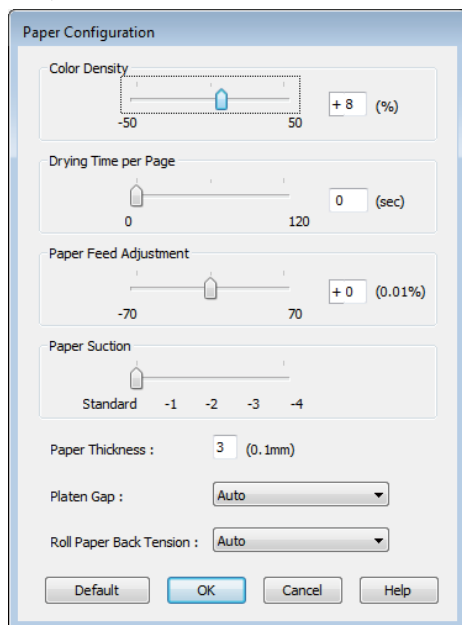 Paper Configuration
Color Density
+ 8 (%)
-50 50
Drying Time per Page
0 (sec)
0 120
Paper Feed Adjustment
+ 0 (0.01%)
-70 70
Paper Suction
Standard -1 -2 -3 -4
Paper Thickness : 3 (0.1mm)
Platen Gap : Auto
Roll Paper Back Tension : Auto
Default OK Cancel Help